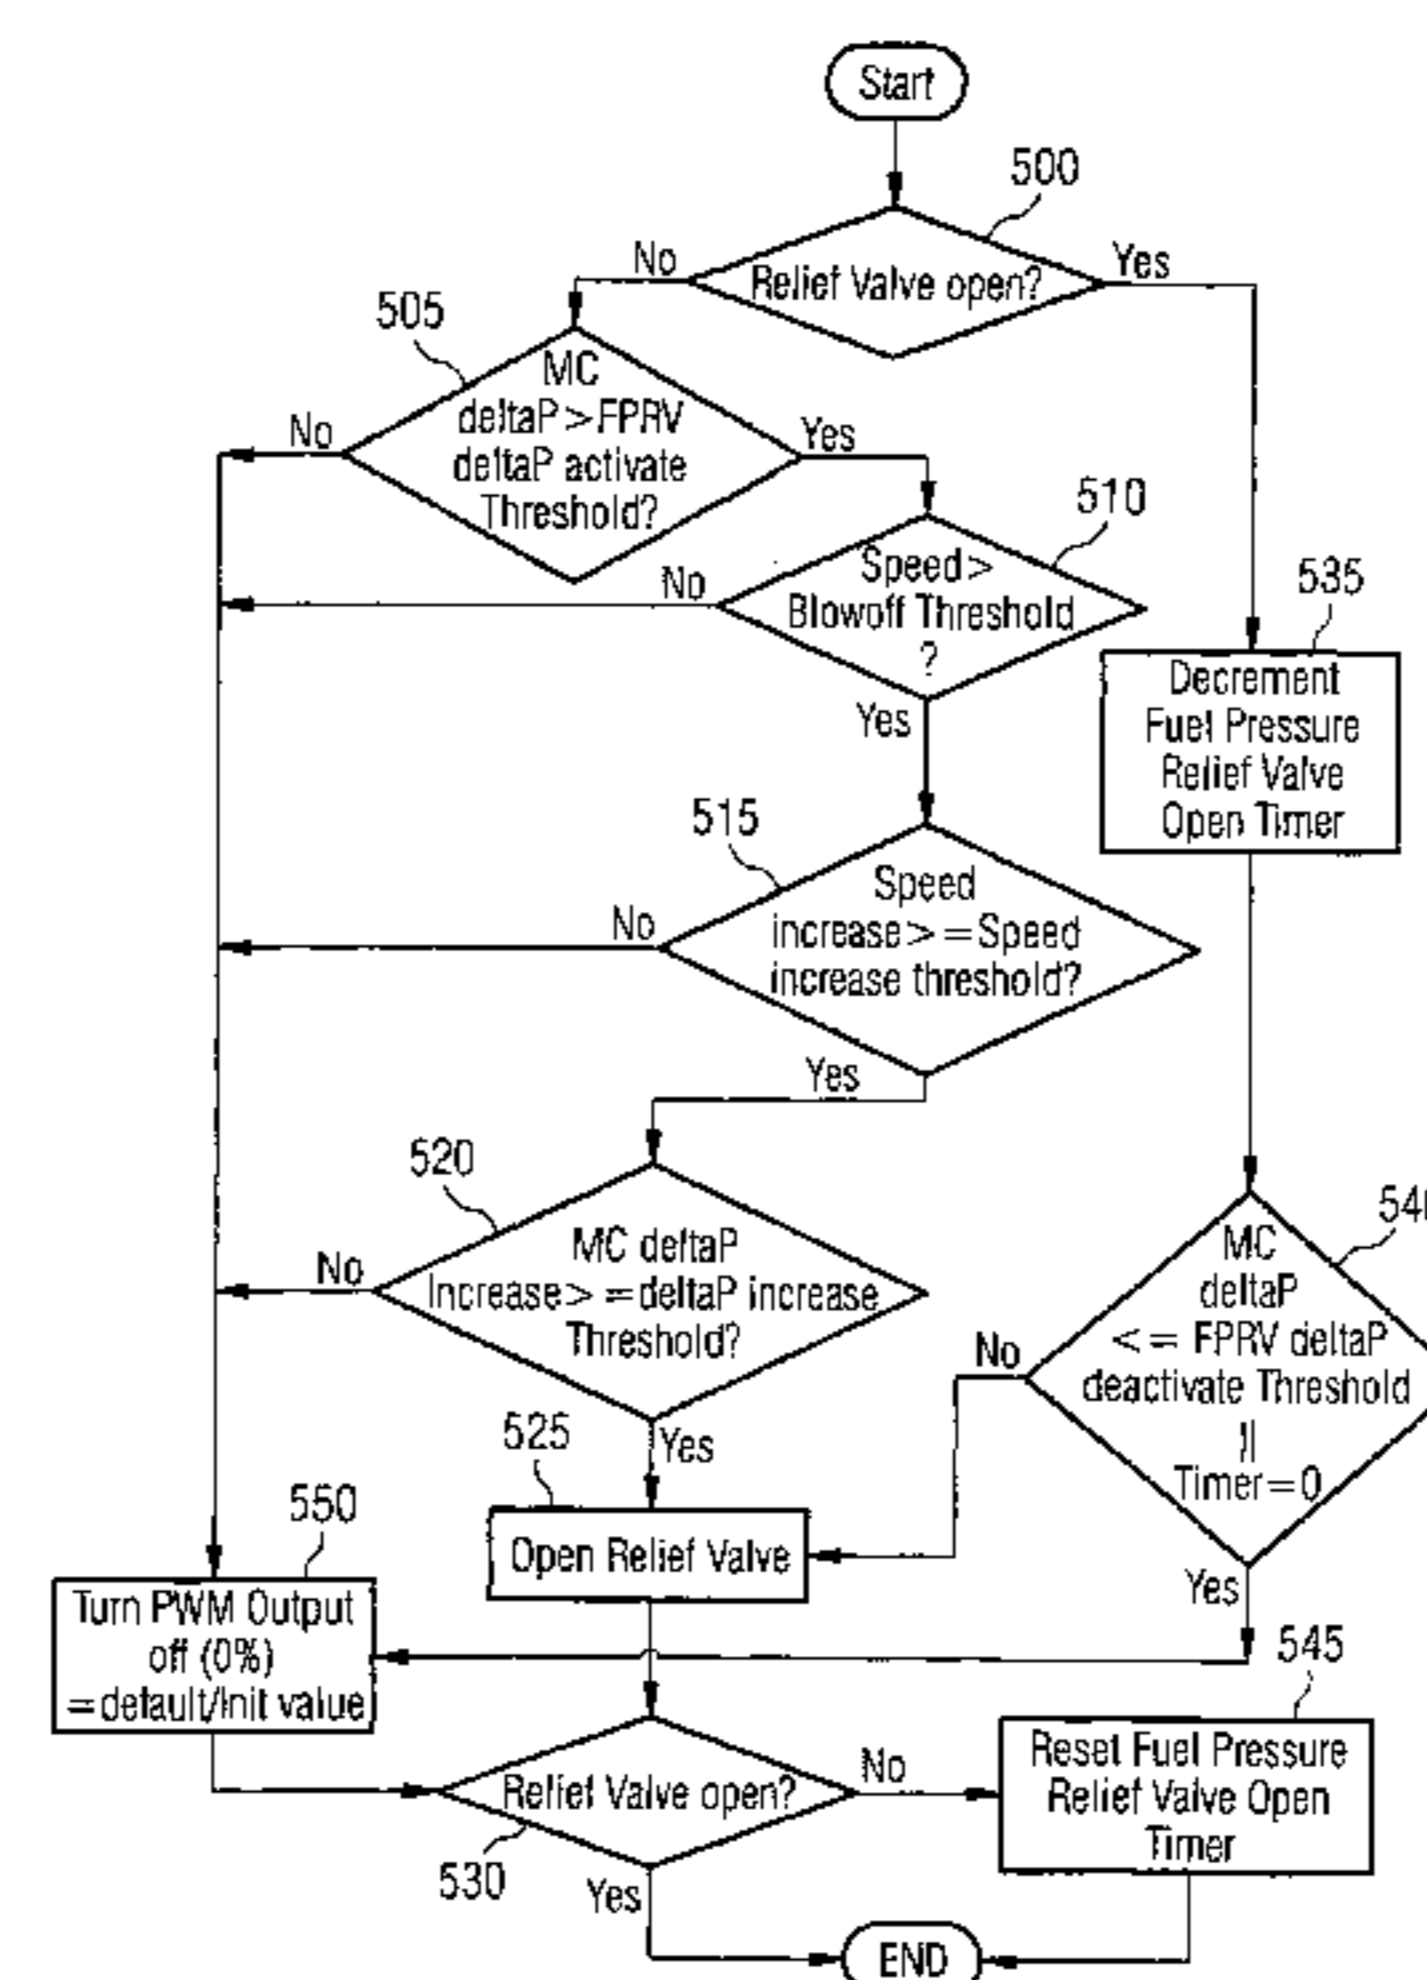 Start
500
No
Relief Valve open?
Yes
505
MC
deltaP>FPRV
deltaP activate
Threshold?
No
Yes
510
Speed>
Blowoff Threshold
?
No
Yes
535
Decrement
Fuel Pressure
Relief Valve
Open Timer
515
Speed
increase>=Speed
increase threshold?
No
Yes
520
MC deltaP
Increase>=deltaP increase
Threshold?
No
Yes
MC
deltaP
<= FPRV deltaP
deactivate Threshold
||
Timer=0
No
Yes
525
Open Relief Valve
550
Turn PWM Output
off (0%)
=default/Init value
Relief Valve open?
530
No
Yes
545
Reset Fuel Pressure
Relief Valve Open
Timer
END